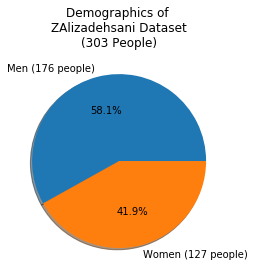 Demographics of
ZAlizadehsani Dataset
(303 People)
Men (176 people)
58.1%
41.9%
Women (127 people)